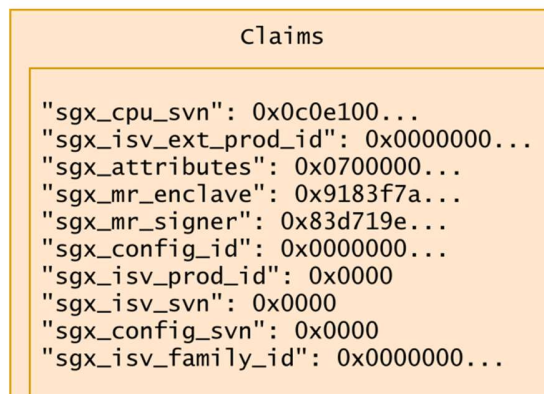 Claims
"sgx_cpu_svn": 0x0c0e100...
"sgx_isv_ext_prod_id": 0x0000000...
"sgx_attributes": 0x0700000...
"sgx_mr_enclave": 0x9183f7a...
"sgx_mr_signer": 0x83d719e...
"sgx_config_id": 0x0000000...
"sgx_isv_prod_id": 0x0000
"sgx_isv_svn": 0x0000
"sgx_config_svn": 0x0000
"sgx_isv_family_id": 0x0000000...